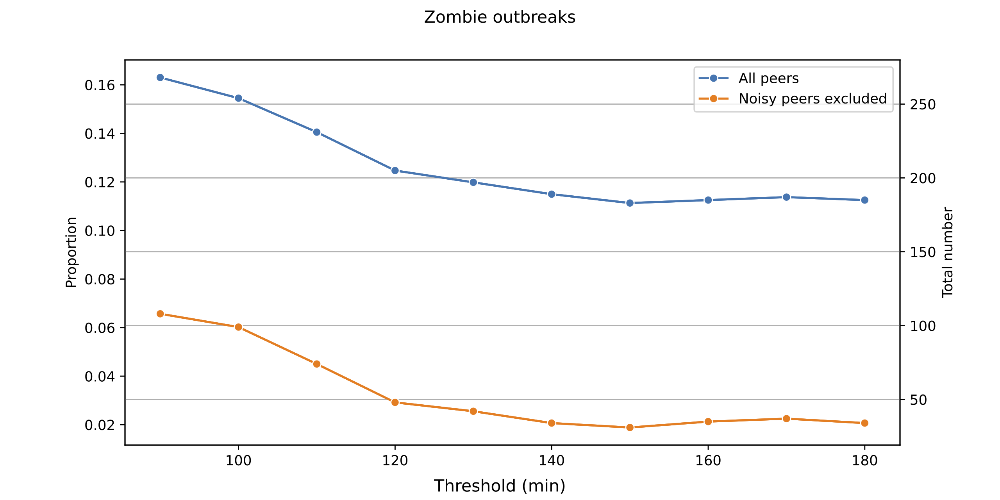 Zombie outbreaks
All peers
Noisy peers excluded
0.16
0.14
0.12
0.10
0.08
0.06
0.04
0.02
Proportion
250
200
150
100
50
Total number
100 120 140 160 180
Threshold (min)